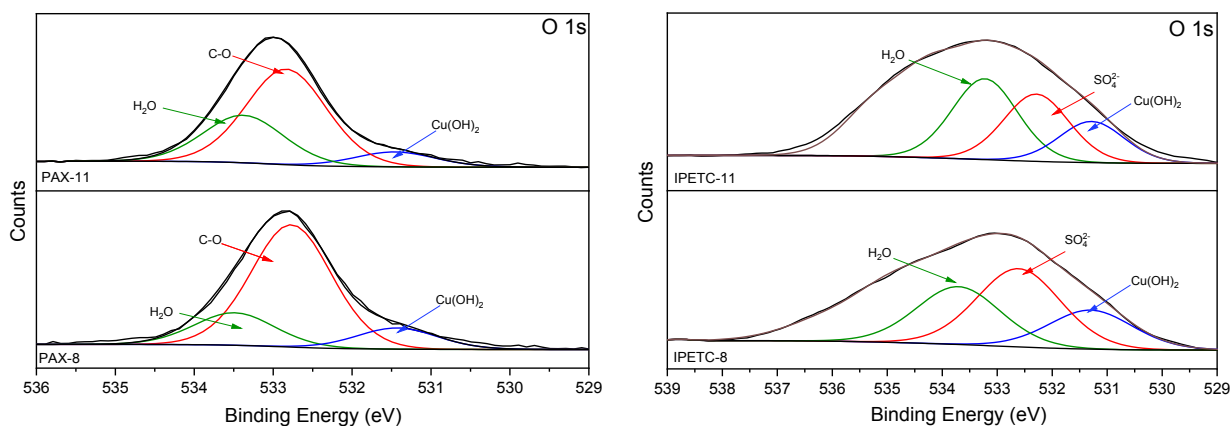 O 1s
C-O
H₂O
Cu(OH)₂
PAX-11
C-O
H₂O
Cu(OH)₂
PAX-8
Counts
536 535 534 533 532 531 530 529
Binding Energy (eV)
O 1s
H₂O
SO₄²⁻
Cu(OH)₂
IPETC-11
H₂O
SO₄²⁻
Cu(OH)₂
IPETC-8
Counts
539 538 537 536 535 534 533 532 531 530 529
Binding Energy (eV)